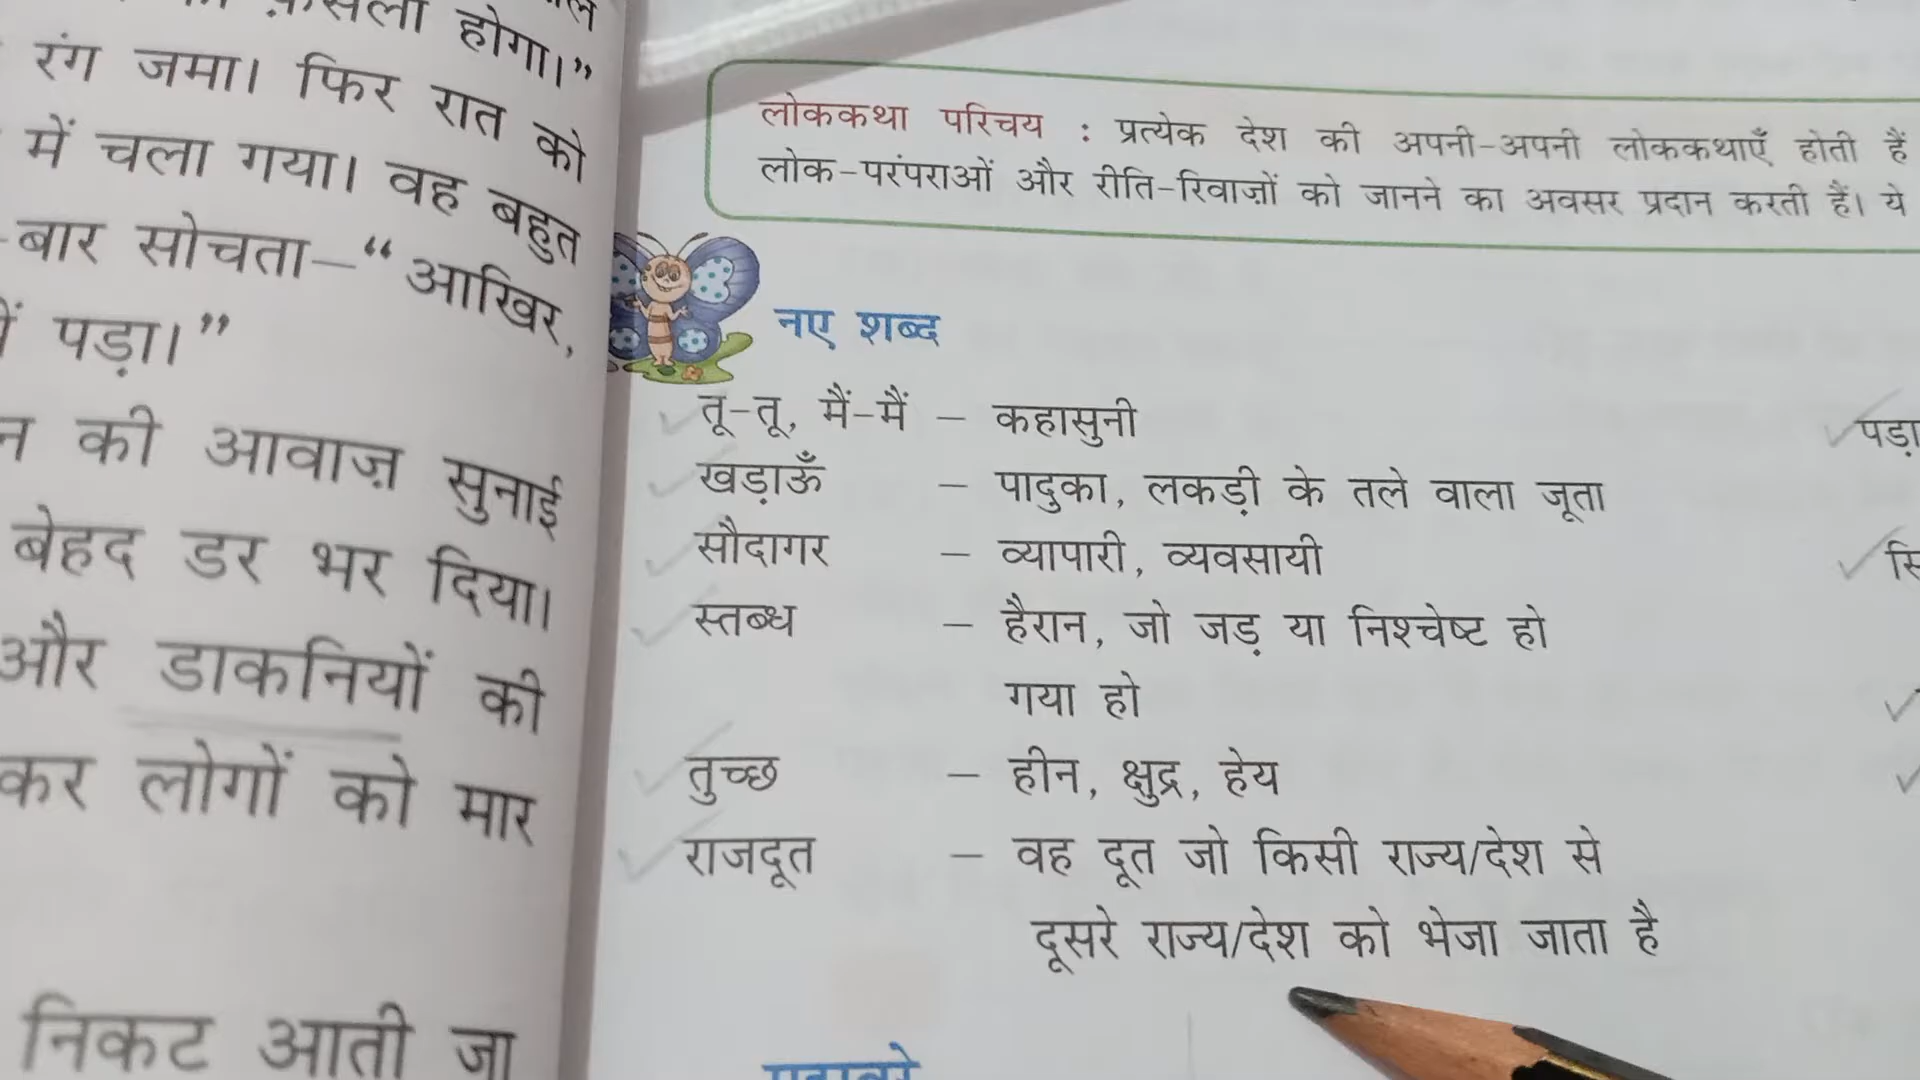 होगा।”
रंग जमा। फिर रात को
में चला गया। वह बहुत
-बार सोचता—“आखिर,
पड़ा।”
की आवाज़ सुनाई
बेहद डर भर दिया।
और डाकनियों की
कर लोगों को मार
निकट आती जा
लोककथा परिचय : प्रत्येक देश की अपनी-अपनी लोककथाएँ होती हैं
लोक-परंपराओं और रीति-रिवाज़ों को जानने का अवसर प्रदान करती हैं। ये
नए शब्द
तू-तू, मैं-मैं – कहासुनी
खड़ाऊँ – पादुका, लकड़ी के तले वाला जूता
सौदागर – व्यापारी, व्यवसायी
स्तब्ध – हैरान, जो जड़ या निश्चेष्ट हो
गया हो
तुच्छ – हीन, क्षुद्र, हेय
राजदूत – वह दूत जो किसी राज्य/देश से
दूसरे राज्य/देश को भेजा जाता है
पड़ा